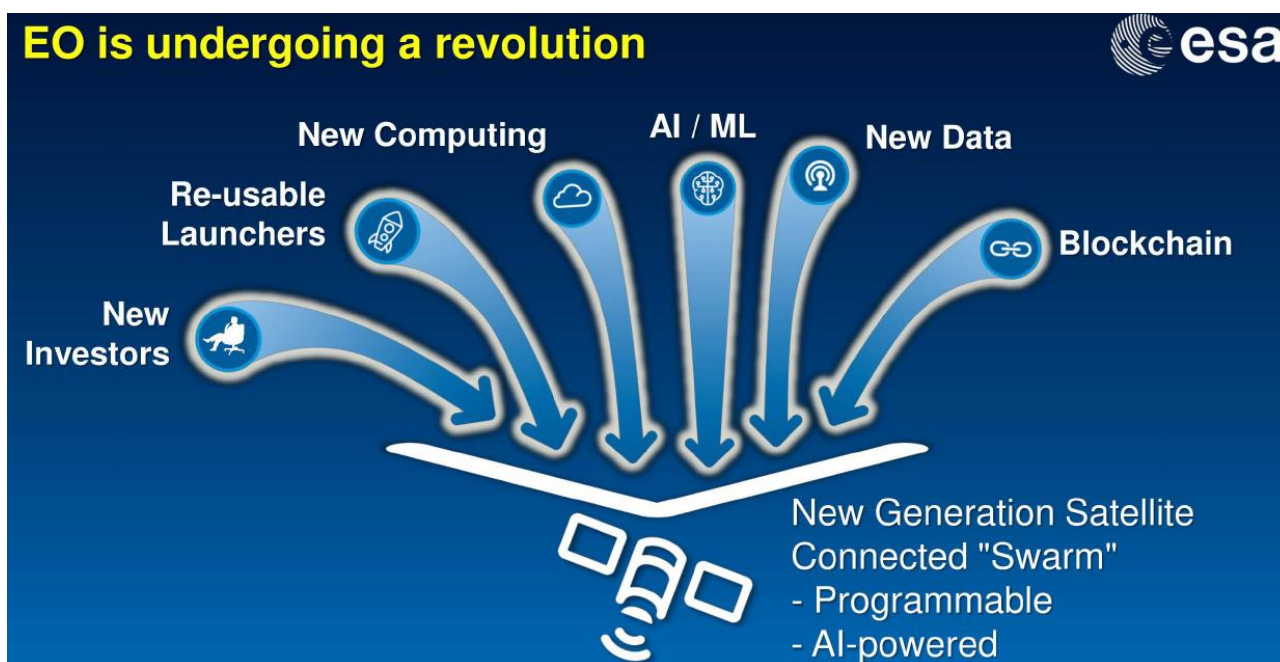 EO is undergoing a revolution
esa
New Computing
AI / ML
New Data
Re-usable
Launchers
Blockchain
New
Investors
New Generation Satellite
Connected "Swarm"
- Programmable
- AI-powered